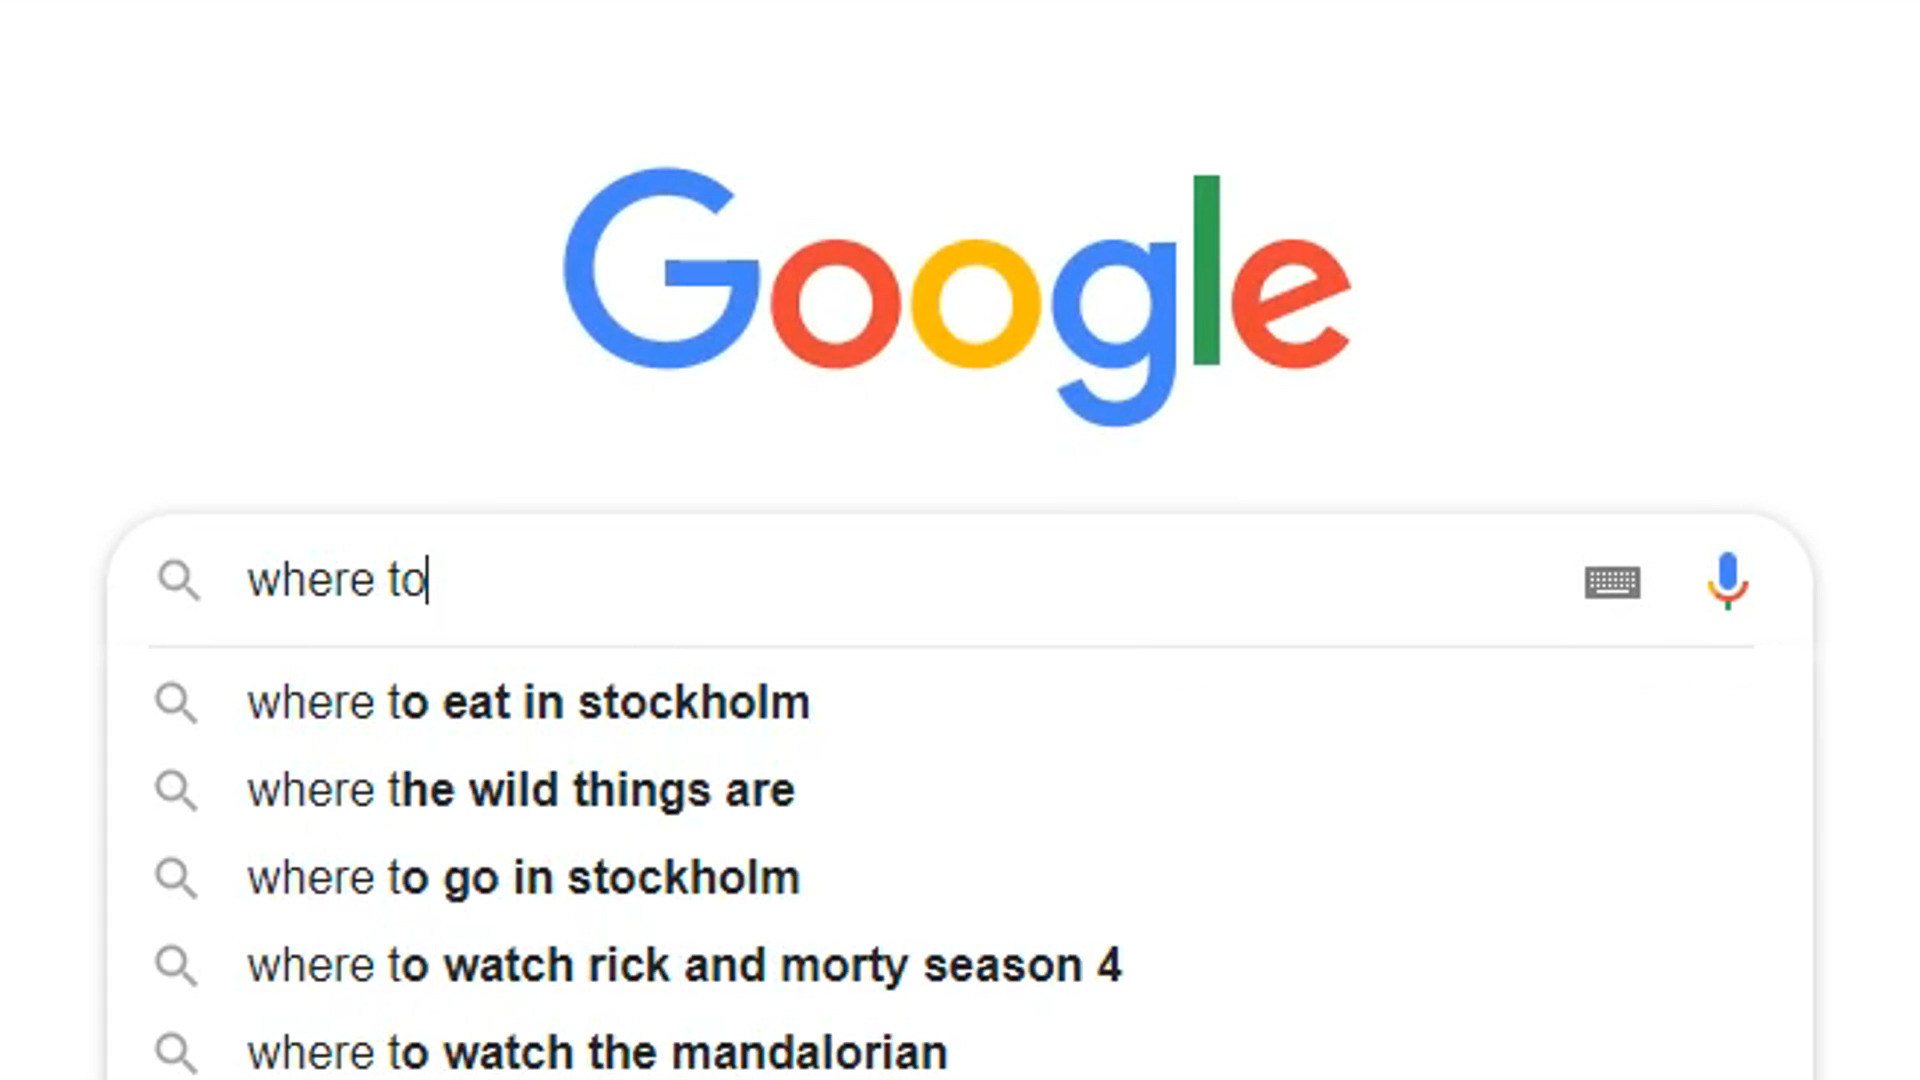 Google
where to
where to eat in stockholm
where the wild things are
where to go in stockholm
where to watch rick and morty season 4
where to watch the mandalorian